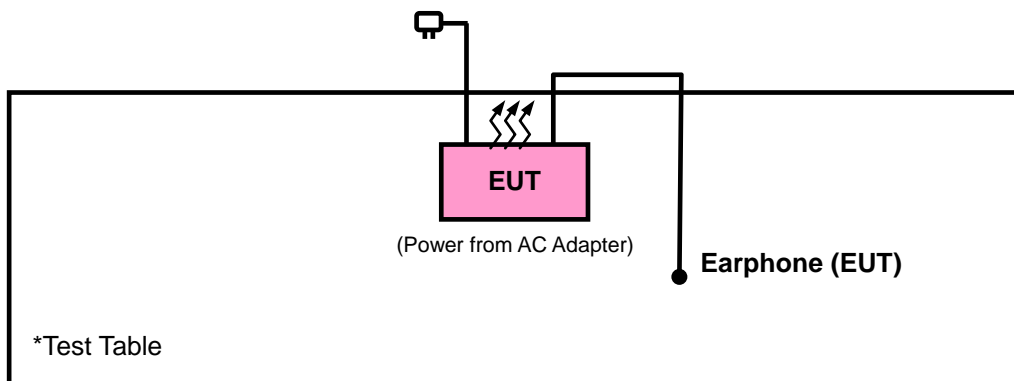 EUT
(Power from AC Adapter)
Earphone (EUT)
*Test Table